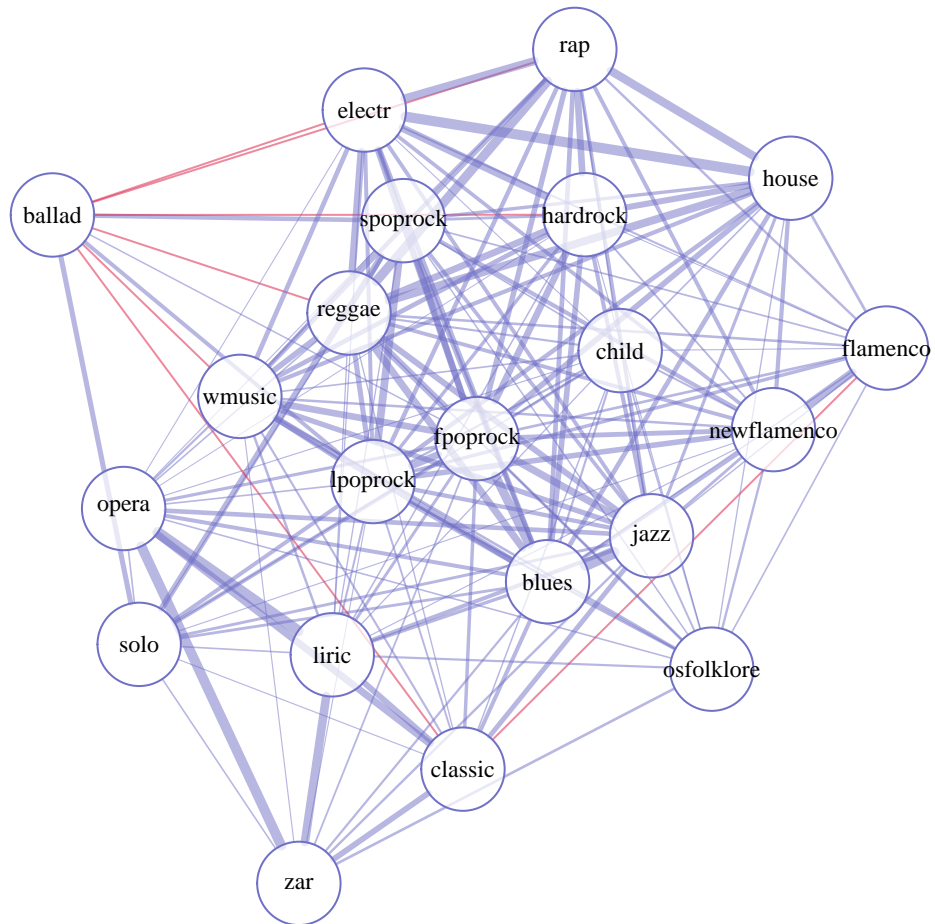 rap
electr
house
ballad
spoprock
hardrock
reggae
child
flamenco
wmusic
newflamenco
fpoprock
lpoprock
opera
jazz
blues
solo
liric
osfolklore
classic
zar